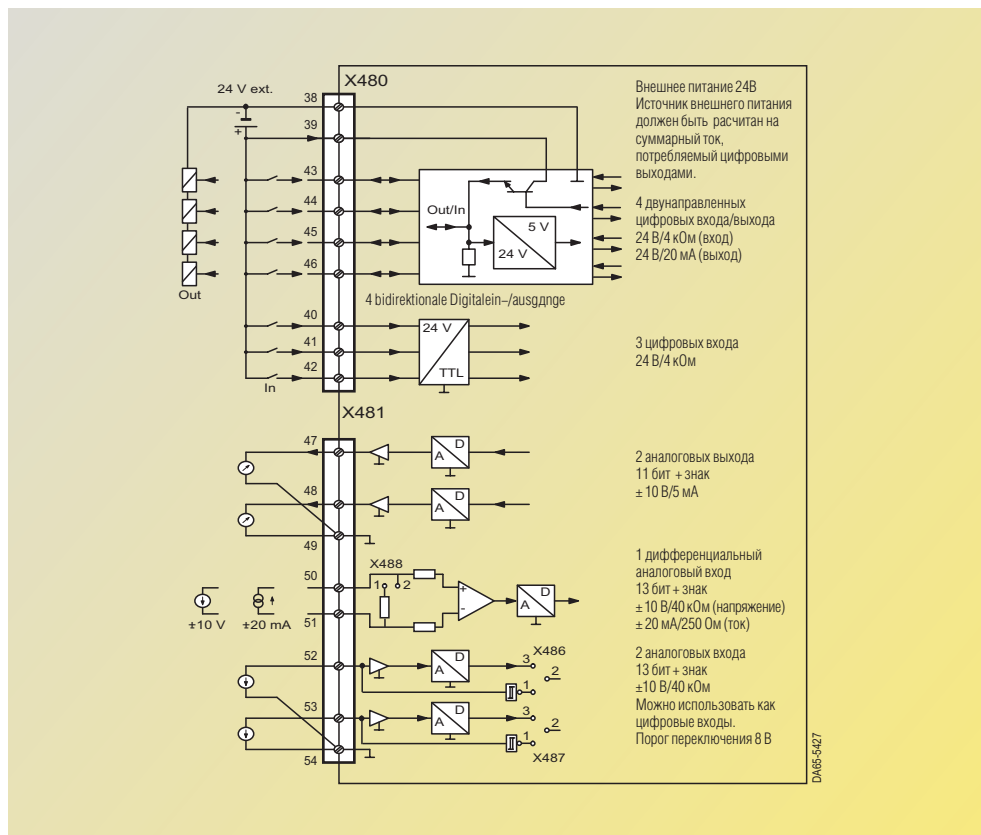 X480
24 V ext.
-
+
38
39
43
44
45
46
Out
Out/In
5 V
24 V
Внешнее питание 24В
Источник внешнего питания
должен быть расчитан на
суммарный ток,
потребляемый цифровыми
выходами.
4 двунаправленных
цифровых входа/выхода
24 В/4 кОм (вход)
24 В/20 мА (выход)
4 bidirektionale Digitalein–/ausgдnge
40
41
42
In
24 V
TTL
3 цифровых входа
24 В/4 кОм
X481
47
48
49
D
A
D
A
2 аналоговых выхода
11 бит + знак
± 10 В/5 мА
50
51
±10 V
±20 mA
X488
1
2
+
-
D
A
1 дифференциальный
аналоговый вход
13 бит + знак
± 10 В/40 кОм (напряжение)
± 20 мА/250 Ом (ток)
52
53
54
D
A
3
X486
2
1
D
A
3
2
1
X487
2 аналоговых входа
13 бит + знак
±10 В/40 кОм
Можно использовать как
цифровые входы.
Порог переключения 8 В
DA65-5427